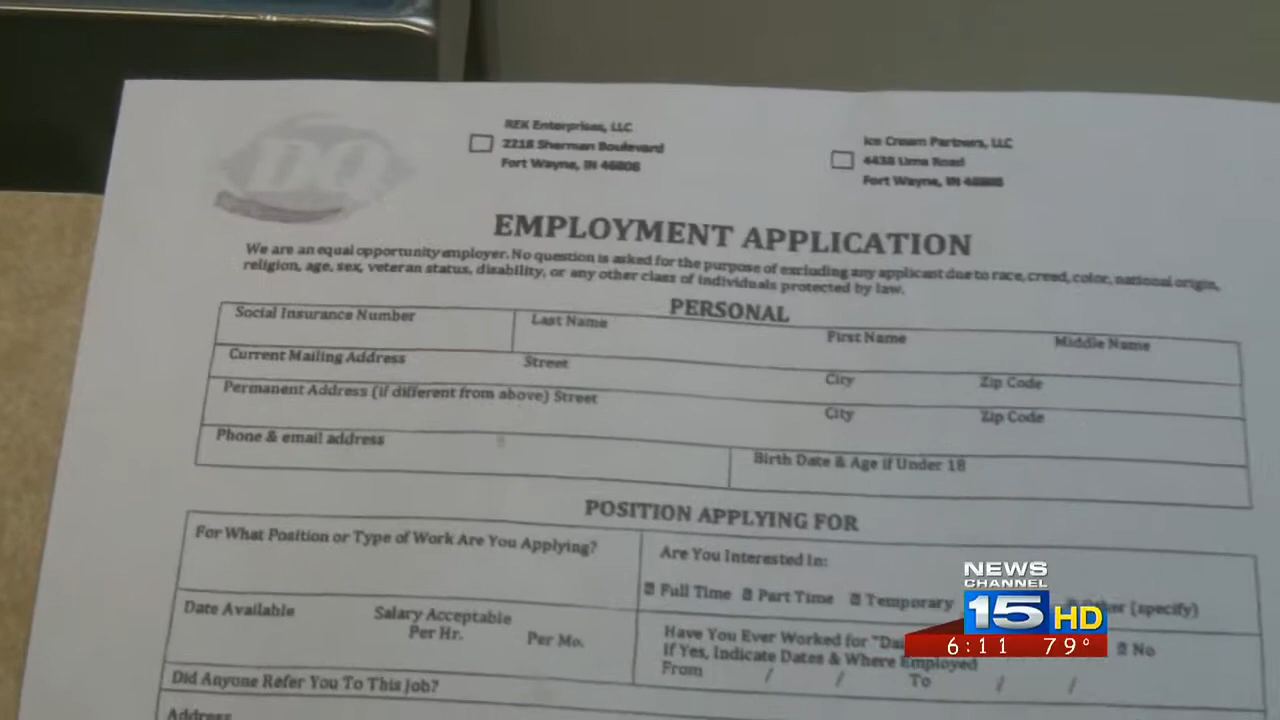 DQ
REK Enterprises, LLC
2218 Sherman Boulevard
Fort Wayne, IN 46808
Ice Cream Partners, LLC
4438 Lima Road
Fort Wayne, IN
EMPLOYMENT APPLICATION
We are an equal opportunity employer. No question is asked for the purpose of excluding any applicant due to race, creed, color, national origin,
religion, age, sex, veteran status, disability, or any other class of individuals protected by law.
PERSONAL
Social Insurance Number Last Name First Name Middle Name
Current Mailing Address Street City Zip Code
Permanent Address (if different from above) Street City Zip Code
Phone & email address Birth Date & Age if Under 18
POSITION APPLYING FOR
For What Position or Type of Work Are You Applying?
Are You Interested In:
Full Time Part Time Temporary (specify)
Date Available Salary Acceptable
Per Hr. Per Mo.
Have You Ever Worked for "Dai No
If Yes, Indicate Dates & Where Employed
From / / To / /
Did Anyone Refer You To This Job?
Address
NEWS
CHANNEL
15 HD
6:11 79°